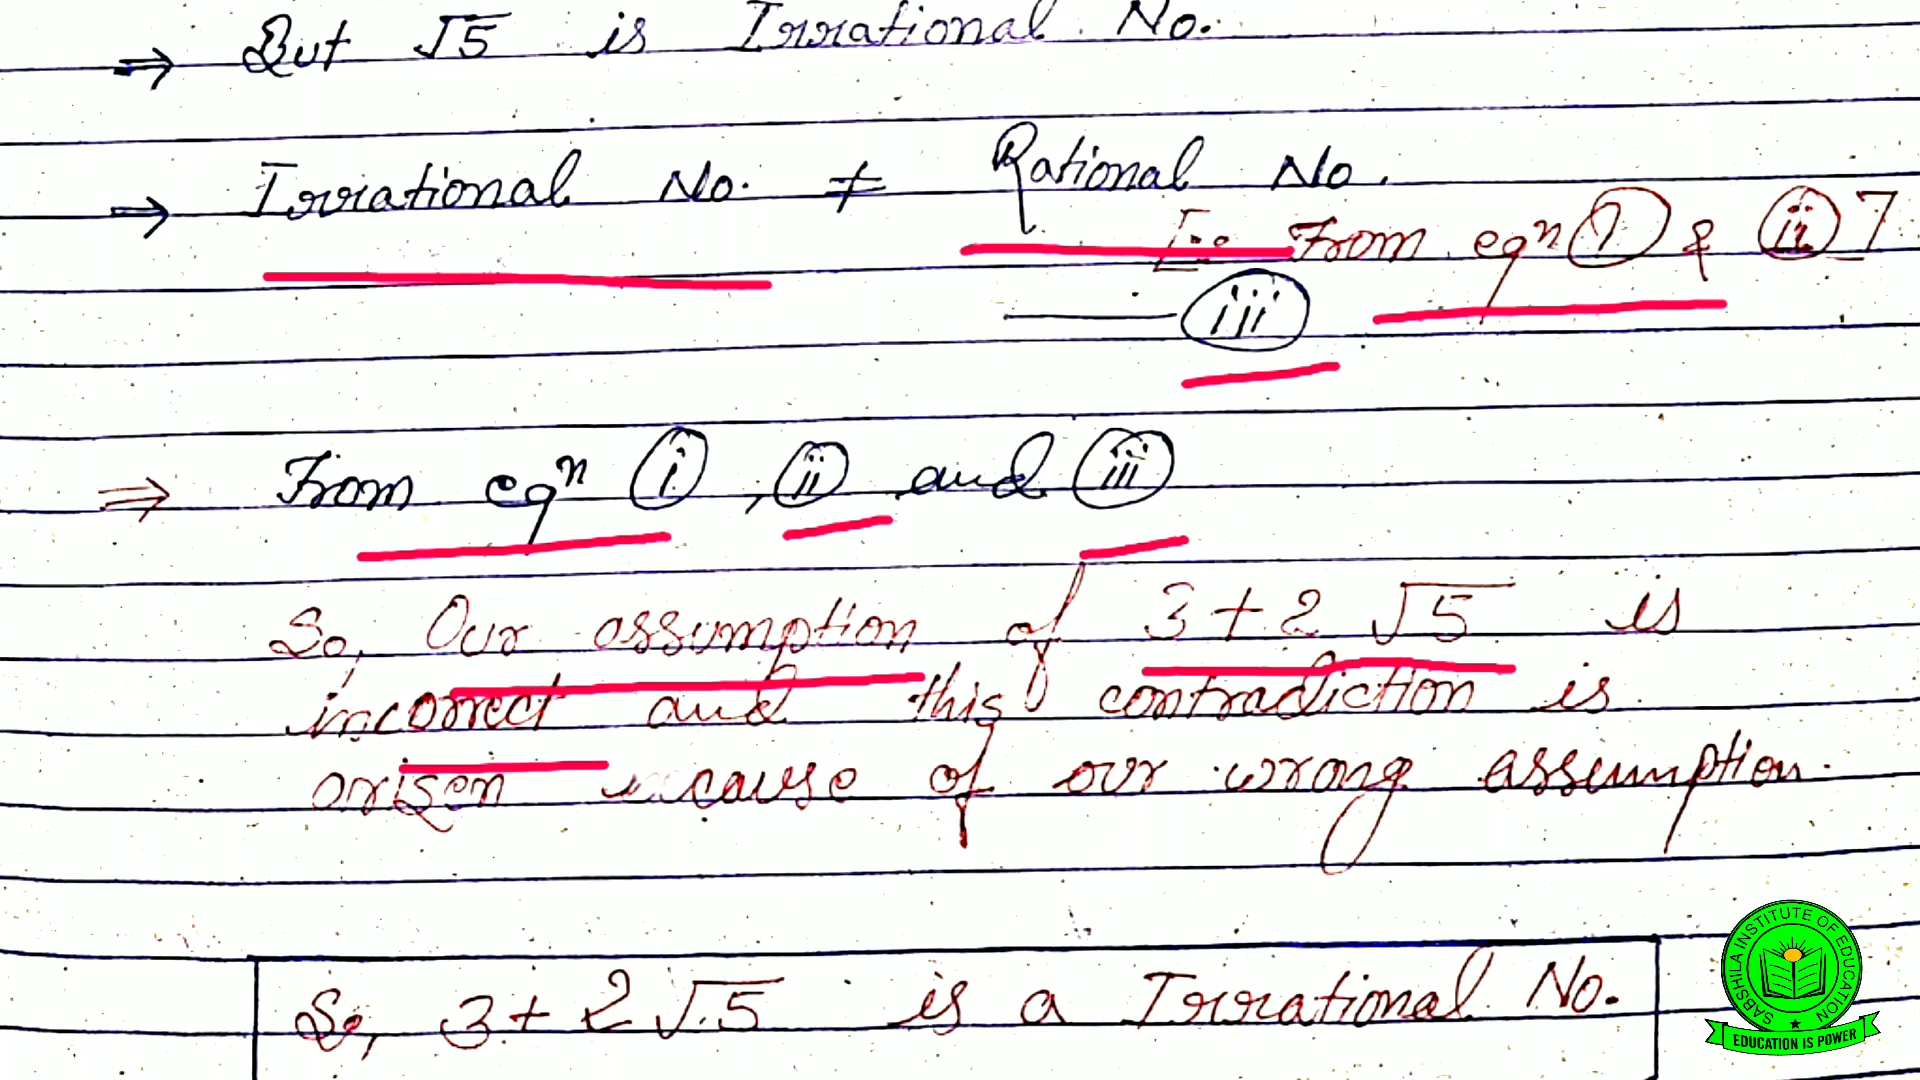 ⇒ But √5 is Irrational No.
⇒ Irrational No. ≠ Rational No.
[∵ From eqⁿ (i) & (ii)]
—— (iii)
⇒ From eqⁿ (i), (ii) and (iii)
So, Our assumption of 3 + 2 √5 is
incorrect and this contradiction is
arisen cause of our wrong assumption.
So, 3 + 2 √5 is a Irrational No.
SABSHILA INSTITUTE OF EDUCATION
EDUCATION IS POWER